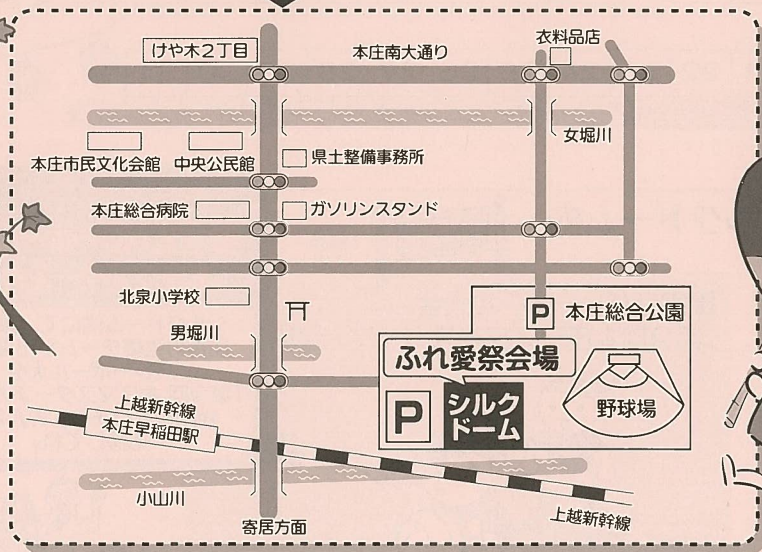 けや木2丁目
本庄南大通り
衣料品店
女堀川
本庄市民文化会館
中央公民館
県土整備事務所
本庄総合病院
ガソリンスタンド
北泉小学校
男堀川
P
本庄総合公園
ふれ愛祭会場
P
シルク
ドーム
野球場
上越新幹線
本庄早稲田駅
小山川
寄居方面
上越新幹線